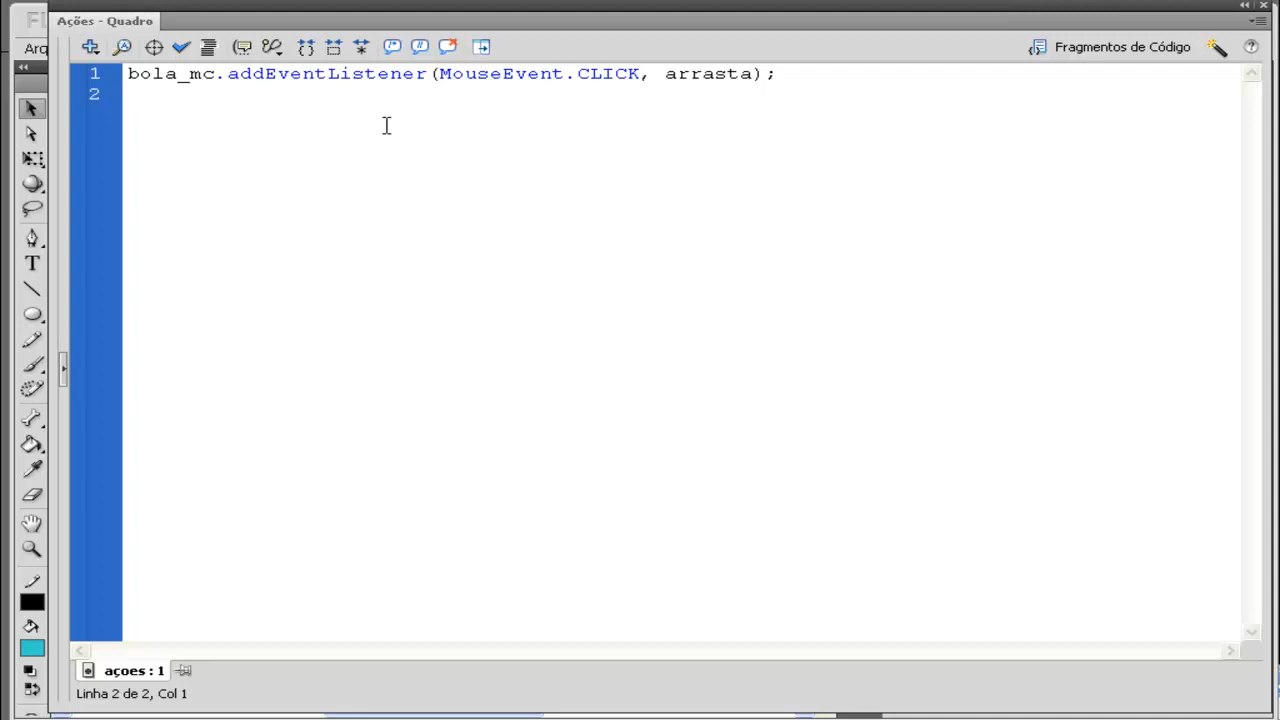 Ações - Quadro
Arq
Fragmentos de Código
1 bola_mc.addEventListener(MouseEvent.CLICK, arrasta);
2
T
açoes : 1
Linha 2 de 2, Col 1